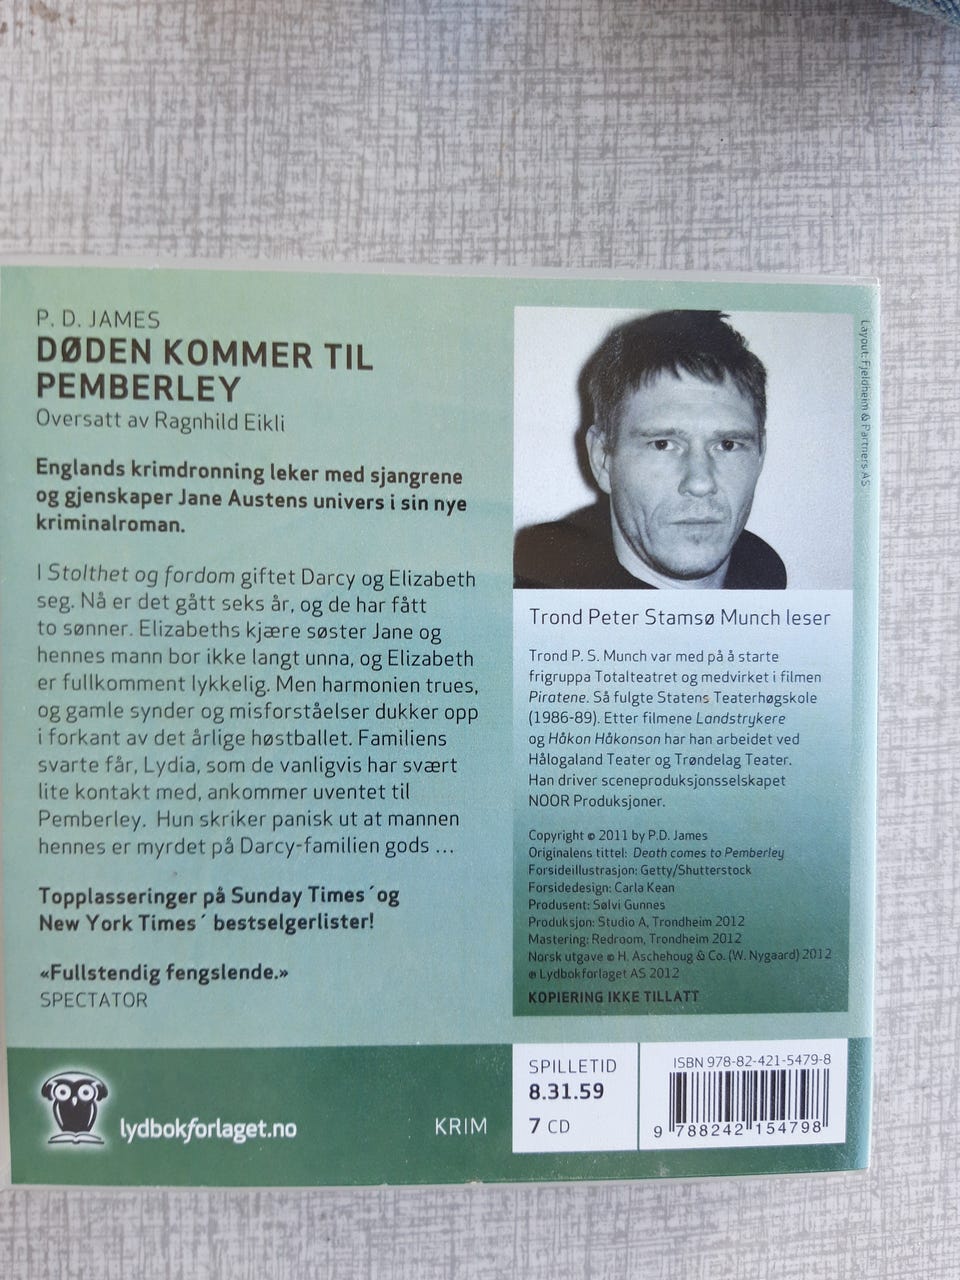 P. D. JAMES
DØDEN KOMMER TIL
PEMBERLEY
Oversatt av Ragnhild Eikli
Englands krimdronning leker med sjangrene
og gjenskaper Jane Austens univers i sin nye
kriminalroman.
I Stolthet og fordom giftet Darcy og Elizabeth
seg. Nå er det gått seks år, og de har fått
to sønner. Elizabeths kjære søster Jane og
hennes mann bor ikke langt unna, og Elizabeth
er fullkomment lykkelig. Men harmonien trues,
og gamle synder og misforståelser dukker opp
i forkant av det årlige høstballet. Familiens
svarte får, Lydia, som de vanligvis har svært
lite kontakt med, ankommer uventet til
Pemberley. Hun skriker panisk ut at mannen
hennes er myrdet på Darcy-familien gods ...
Topplasseringer på Sunday Times´og
New York Times´ bestselgerlister!
«Fullstendig fengslende.»
SPECTATOR
lydbokforlaget.no
KRIM
Layout: Fjeldheim & Partners AS
Trond Peter Stamsø Munch leser
Trond P. S. Munch var med på å starte
frigruppa Totalteatret og medvirket i filmen
Piratene. Så fulgte Statens Teaterhøgskole
(1986-89). Etter filmene Landstrykere
og Håkon Håkonson har han arbeidet ved
Hålogaland Teater og Trøndelag Teater.
Han driver sceneproduksjonsselskapet
NOOR Produksjoner.
Copyright © 2011 by P.D. James
Originalens tittel: Death comes to Pemberley
Forsideillustrasjon: Getty/Shutterstock
Forsidedesign: Carla Kean
Produsent: Sølvi Gunnes
Produksjon: Studio A, Trondheim 2012
Mastering: Redroom, Trondheim 2012
Norsk utgave © H. Aschehoug & Co. (W. Nygaard) 2012
℗ Lydbokforlaget AS 2012
KOPIERING IKKE TILLATT
SPILLETID
8.31.59
7 CD
ISBN 978-82-421-5479-8
9 788242 154798